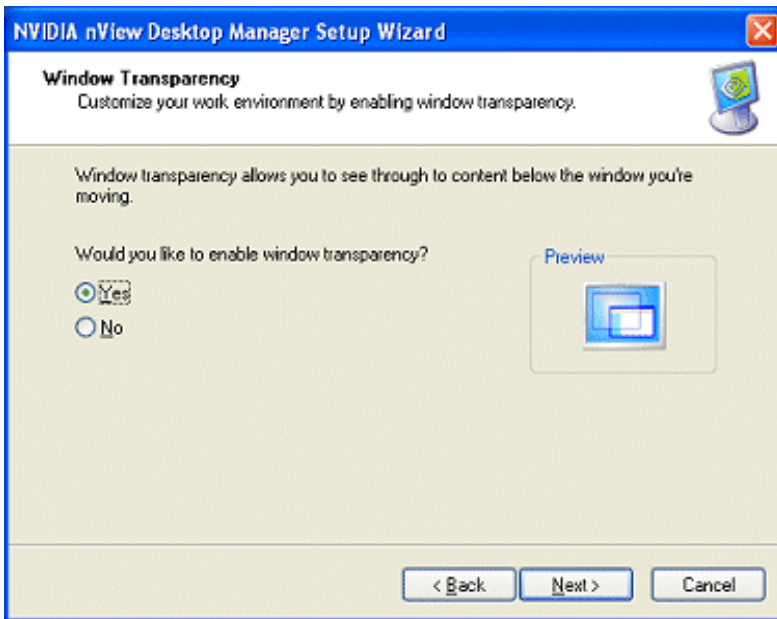 NVIDIA nView Desktop Manager Setup Wizard
Window Transparency
Customize your work environment by enabling window transparency.
Window transparency allows you to see through to content below the window you're
moving.
Would you like to enable window transparency?
Preview
Yes
No
< Back
Next >
Cancel